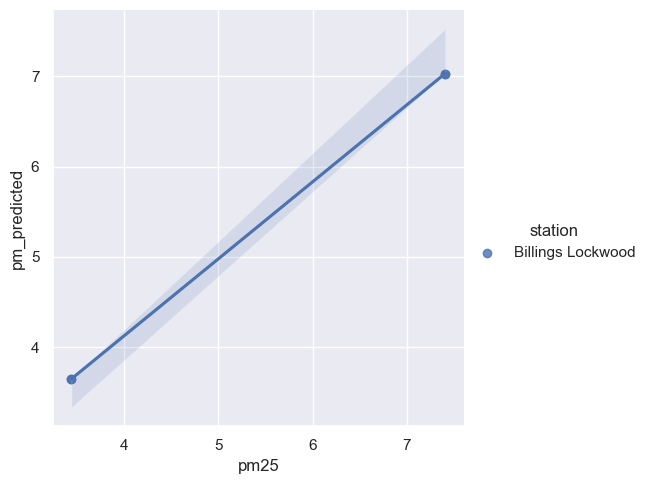 7
6
5
4
pm_predicted
4 5 6 7
pm25
station
Billings Lockwood